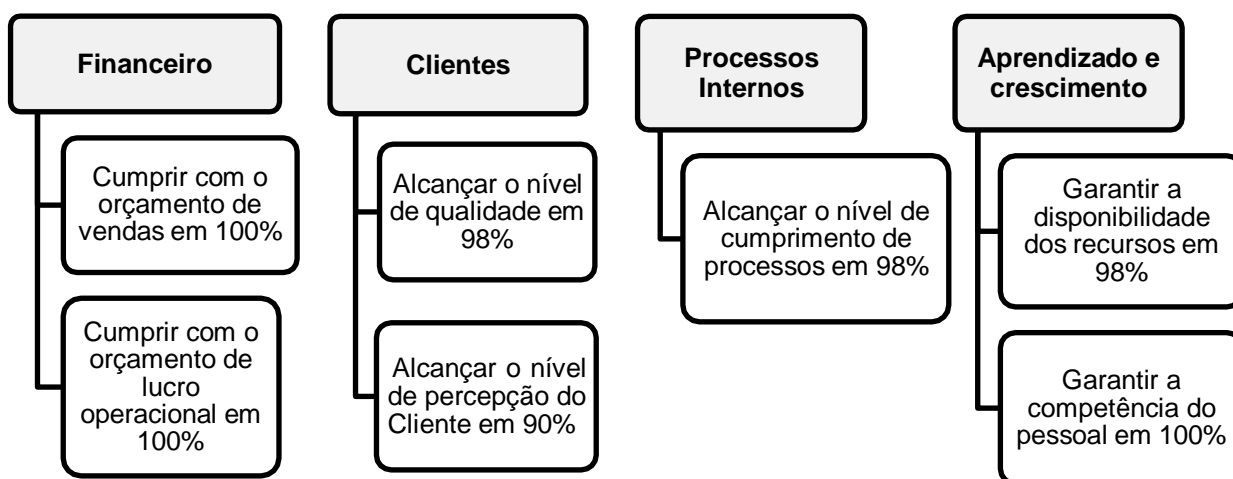 Financeiro
Cumprir com o
orçamento de
vendas em 100%
Cumprir com o
orçamento de
lucro
operacional em
100%
Clientes
Alcançar o nível
de qualidade em
98%
Alcançar o nível
de percepção do
Cliente em 90%
Processos
Internos
Alcançar o nível de
cumprimento de
processos em 98%
Aprendizado e
crescimento
Garantir a
disponibilidade
dos recursos em
98%
Garantir a
competência do
pessoal em 100%